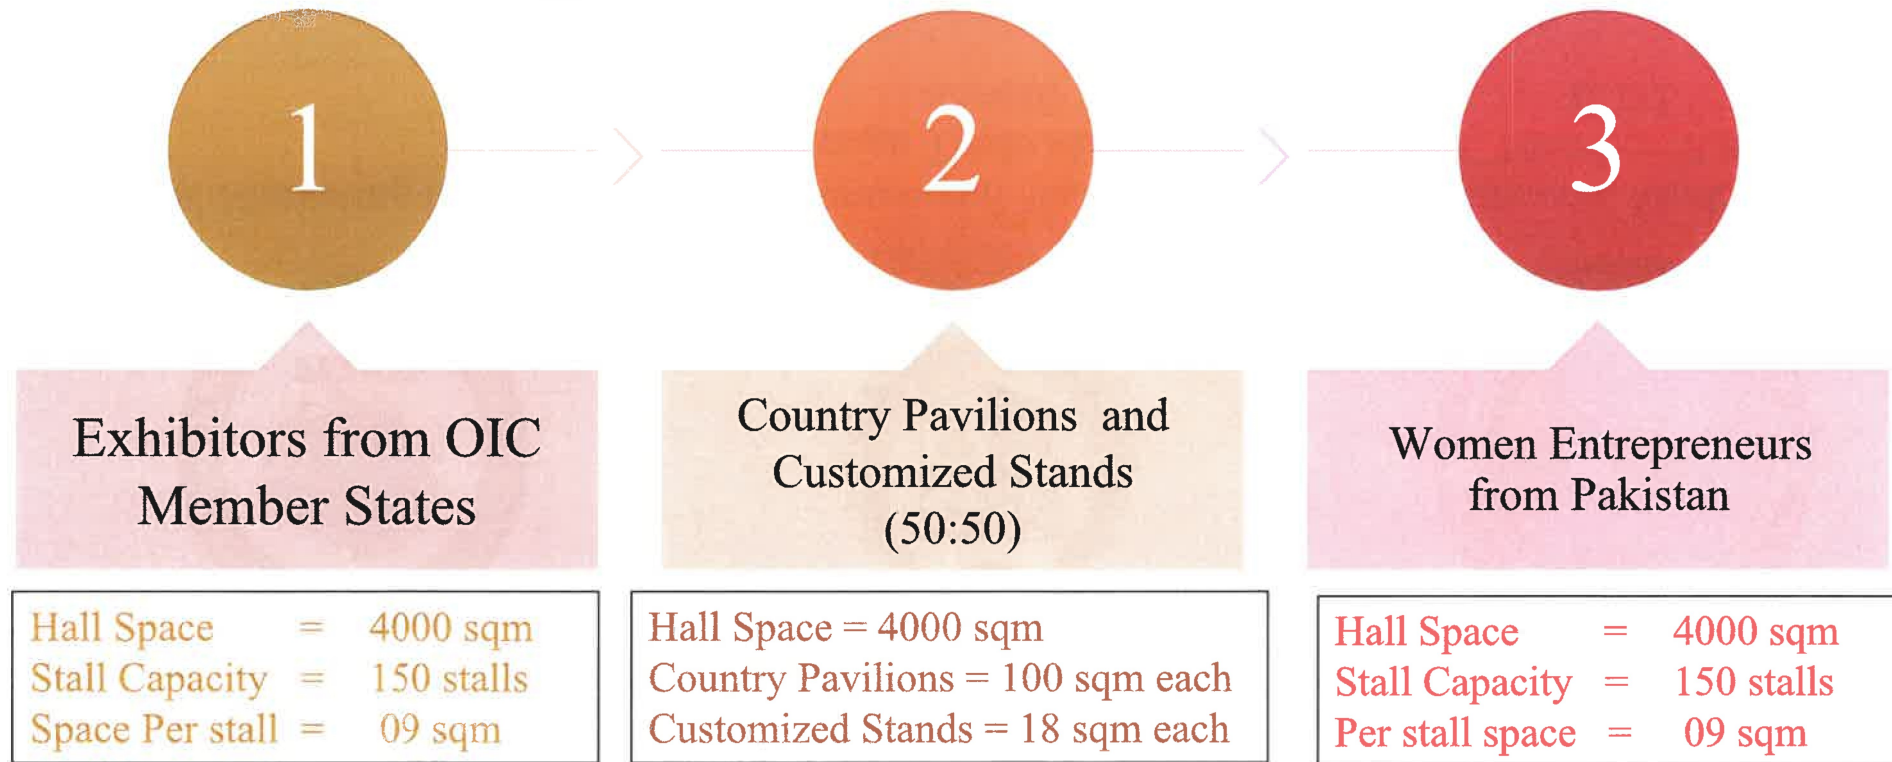 1
2
3
Exhibitors from OIC
Member States
Country Pavilions and
Customized Stands
(50:50)
Women Entrepreneurs
from Pakistan
Hall Space = 4000 sqm
Stall Capacity = 150 stalls
Space Per stall = 09 sqm
Hall Space = 4000 sqm
Country Pavilions = 100 sqm each
Customized Stands = 18 sqm each
Hall Space = 4000 sqm
Stall Capacity = 150 stalls
Per stall space = 09 sqm